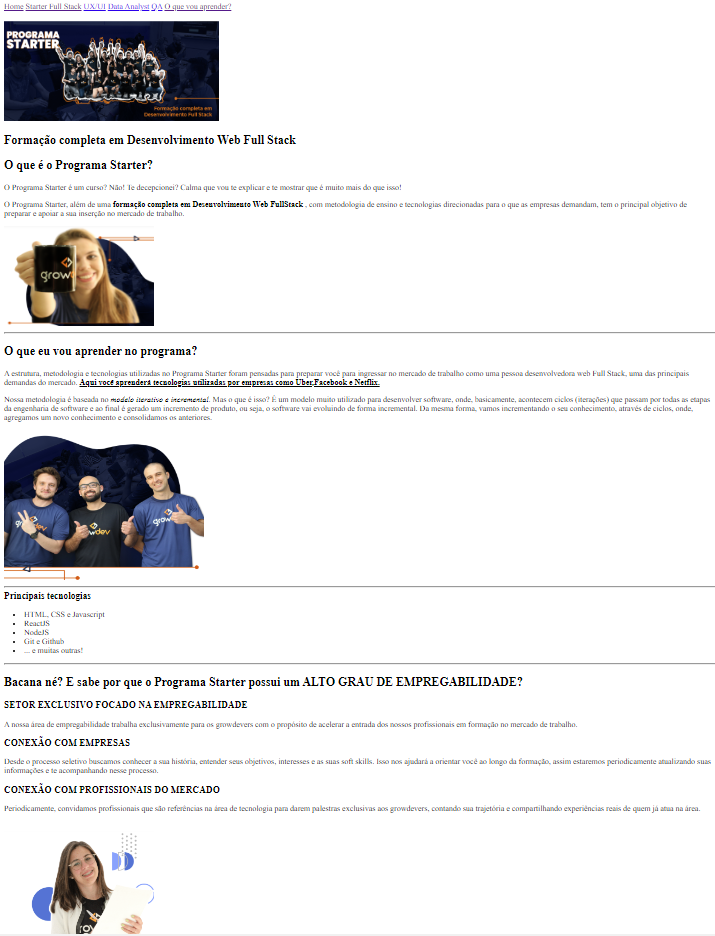 Home Starter Full Stack UX/UI Data Analyst QA O que vou aprender?
PROGRAMA
STARTER
Formação completa em
Desenvolvimento Full Stack
Formação completa em Desenvolvimento Web Full Stack
O que é o Programa Starter?
O Programa Starter é um curso? Não! Te decepcionei? Calma que vou te explicar e te mostrar que é muito mais do que isso!
O Programa Starter, além de uma formação completa em Desenvolvimento Web FullStack , com metodologia de ensino e tecnologias direcionadas para o que as empresas demandam, tem o principal objetivo de
preparar e apoiar a sua inserção no mercado de trabalho.
grow
O que eu vou aprender no programa?
A estrutura, metodologia e tecnologias utilizadas no Programa Starter foram pensadas para preparar você para ingressar no mercado de trabalho como uma pessoa desenvolvedora web Full Stack, uma das principais
demandas do mercado. Aqui você aprenderá tecnologias utilizadas por empresas como Uber,Facebook e Netflix.
Nossa metodologia é baseada no modelo iterativo e incremental. Mas o que é isso? É um modelo muito utilizado para desenvolver software, onde, basicamente, acontecem ciclos (iterações) que passam por todas as etapas
da engenharia de software e ao final é gerado um incremento de produto, ou seja, o software vai evoluindo de forma incremental. Da mesma forma, vamos incrementando o seu conhecimento, através de ciclos, onde,
agregamos um novo conhecimento e consolidamos os anteriores.
grow
wdev
grow
Principais tecnologias
• HTML, CSS e Javascript
• ReactJS
• NodeJS
• Git e Github
• ... e muitas outras!
Bacana né? E sabe por que o Programa Starter possui um ALTO GRAU DE EMPREGABILIDADE?
SETOR EXCLUSIVO FOCADO NA EMPREGABILIDADE
A nossa área de empregabilidade trabalha exclusivamente para os growdevers com o propósito de acelerar a entrada dos nossos profissionais em formação no mercado de trabalho.
CONEXÃO COM EMPRESAS
Desde o processo seletivo buscamos conhecer a sua história, entender seus objetivos, interesses e as suas soft skills. Isso nos ajudará a orientar você ao longo da formação, assim estaremos periodicamente atualizando suas
informações e te acompanhando nesse processo.
CONEXÃO COM PROFISSIONAIS DO MERCADO
Periodicamente, convidamos profissionais que são referências na área de tecnologia para darem palestras exclusivas aos growdevers, contando sua trajetória e compartilhando experiências reais de quem já atua na área.